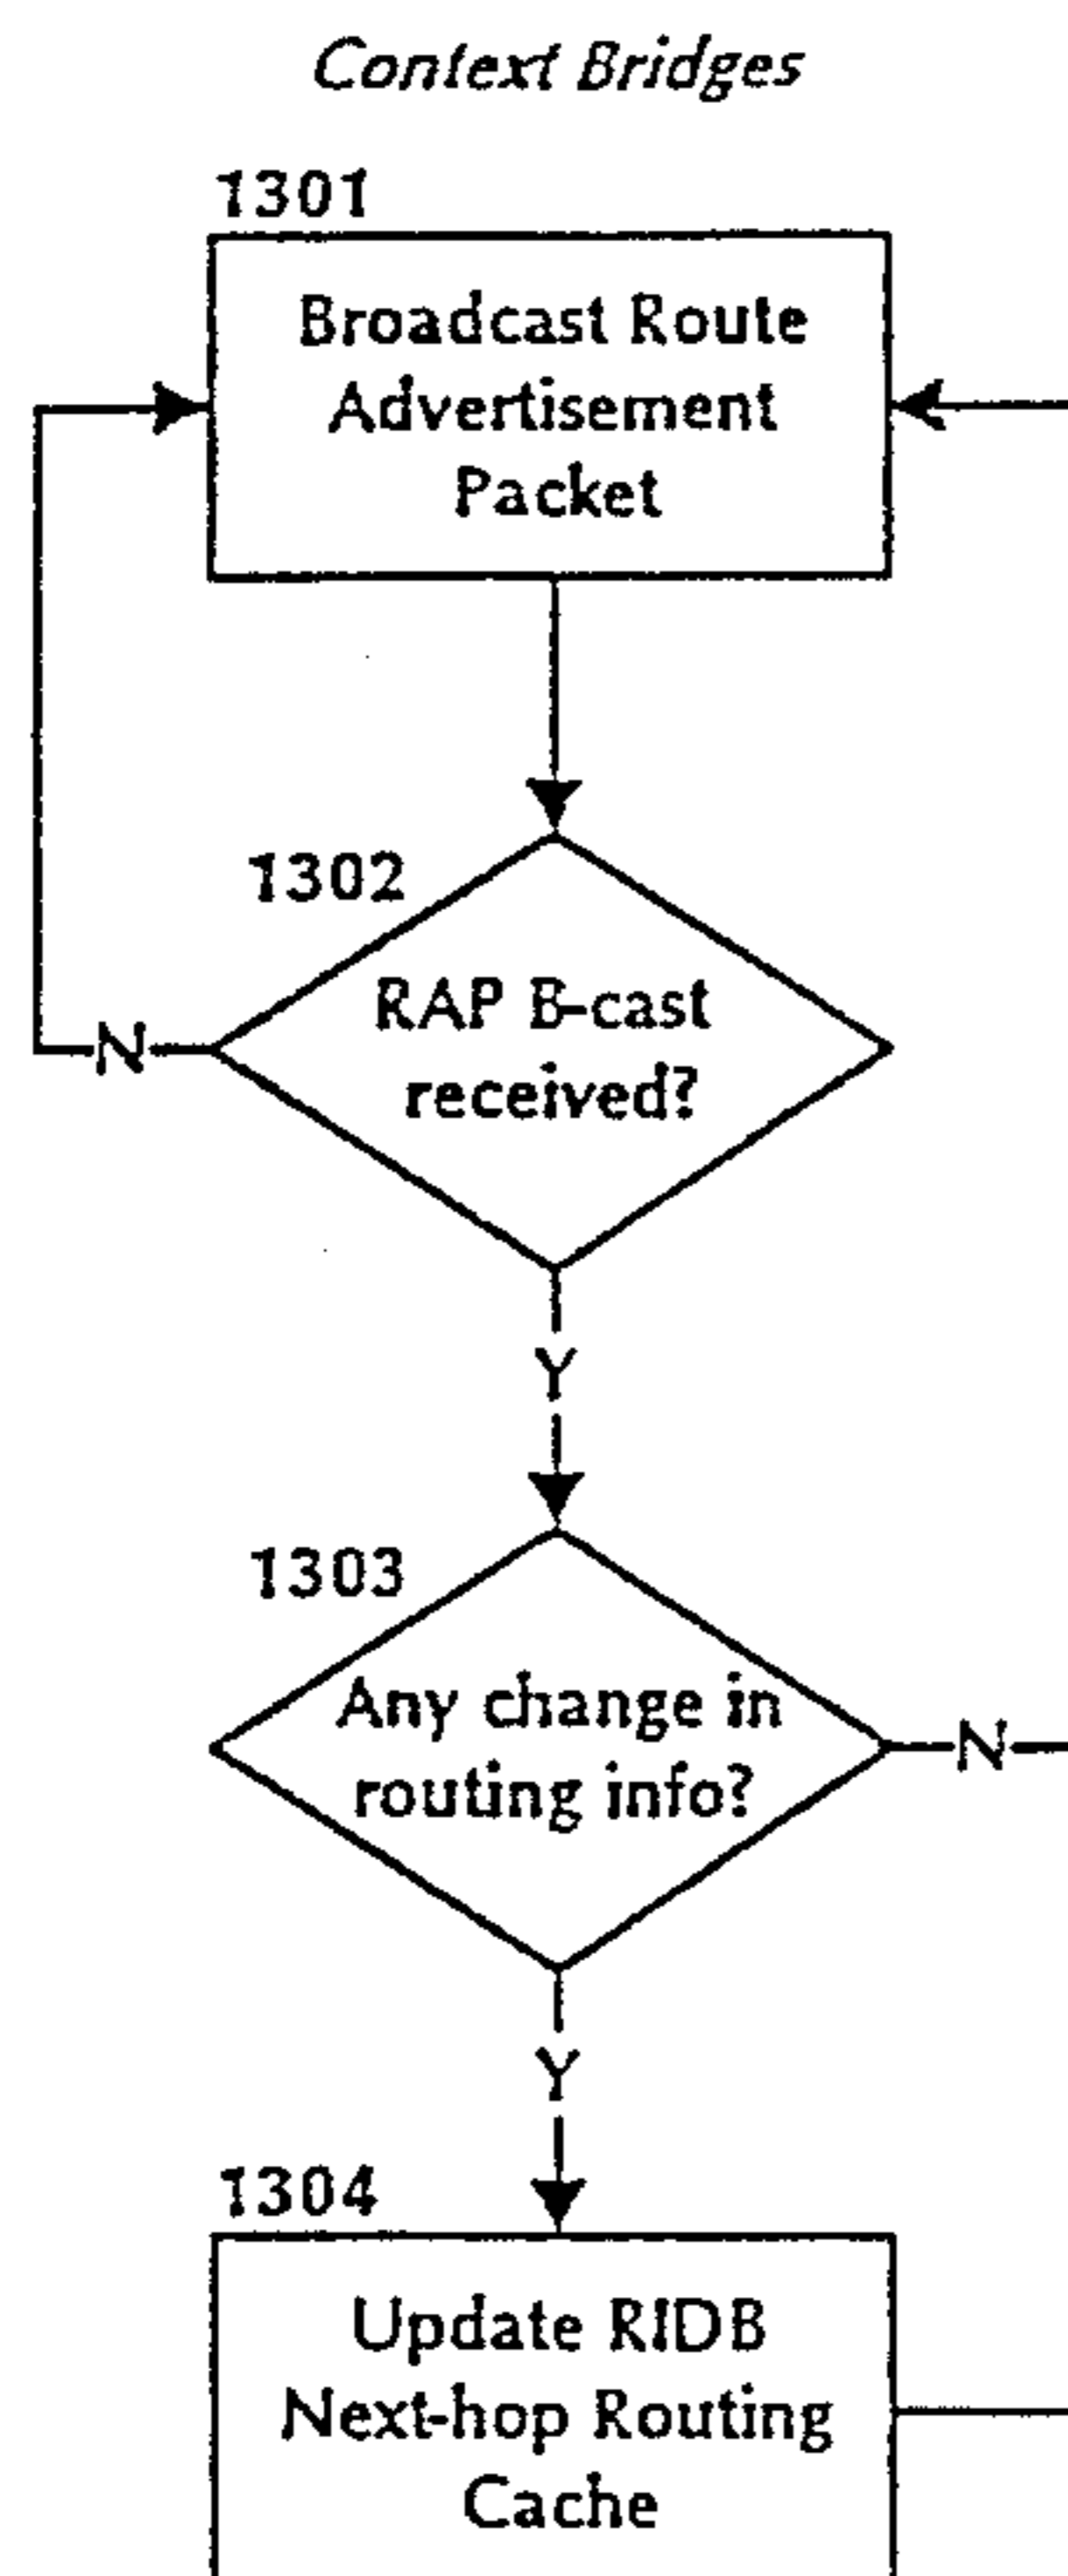 Context Bridges
1301
Broadcast Route
Advertisement
Packet
1302
RAP B-cast
received?
N
Y
1303
Any change in
routing info?
N
Y
1304
Update RIDB
Next-hop Routing
Cache